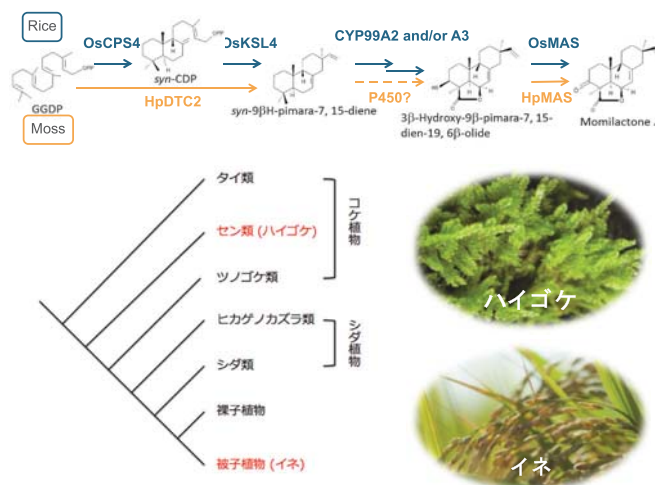 Rice
OsCPS4
OsKSL4
CYP99A2 and/or A3
OsMAS
OPP
OPP
syn-CDP
GGDP
HpDTC2
P450?
HpMAS
Moss
syn-9βH-pimara-7, 15-diene
3β-Hydroxy-9β-pimara-7, 15-
dien-19, 6β-olide
Momilactone
タイ類
セン類 (ハイゴケ)
ツノゴケ類
コケ植物
ヒカゲノカズラ類
シダ類
シダ植物
裸子植物
被子植物 (イネ)
ハイゴケ
イネ